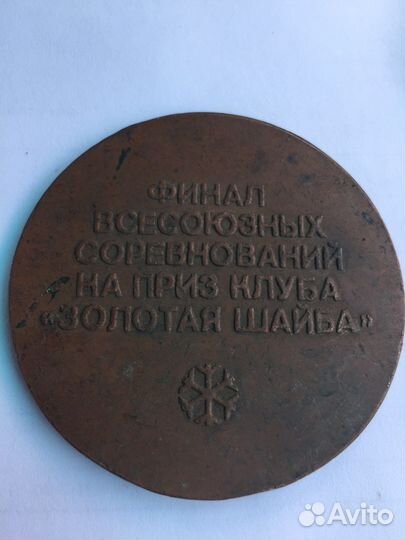 ФИНАЛ
ВСЕСОЮЗНЫХ
СОРЕВНОВАНИЙ
НА ПРИЗ КЛУБА
«ЗОЛОТАЯ ШАЙБА»
Avito